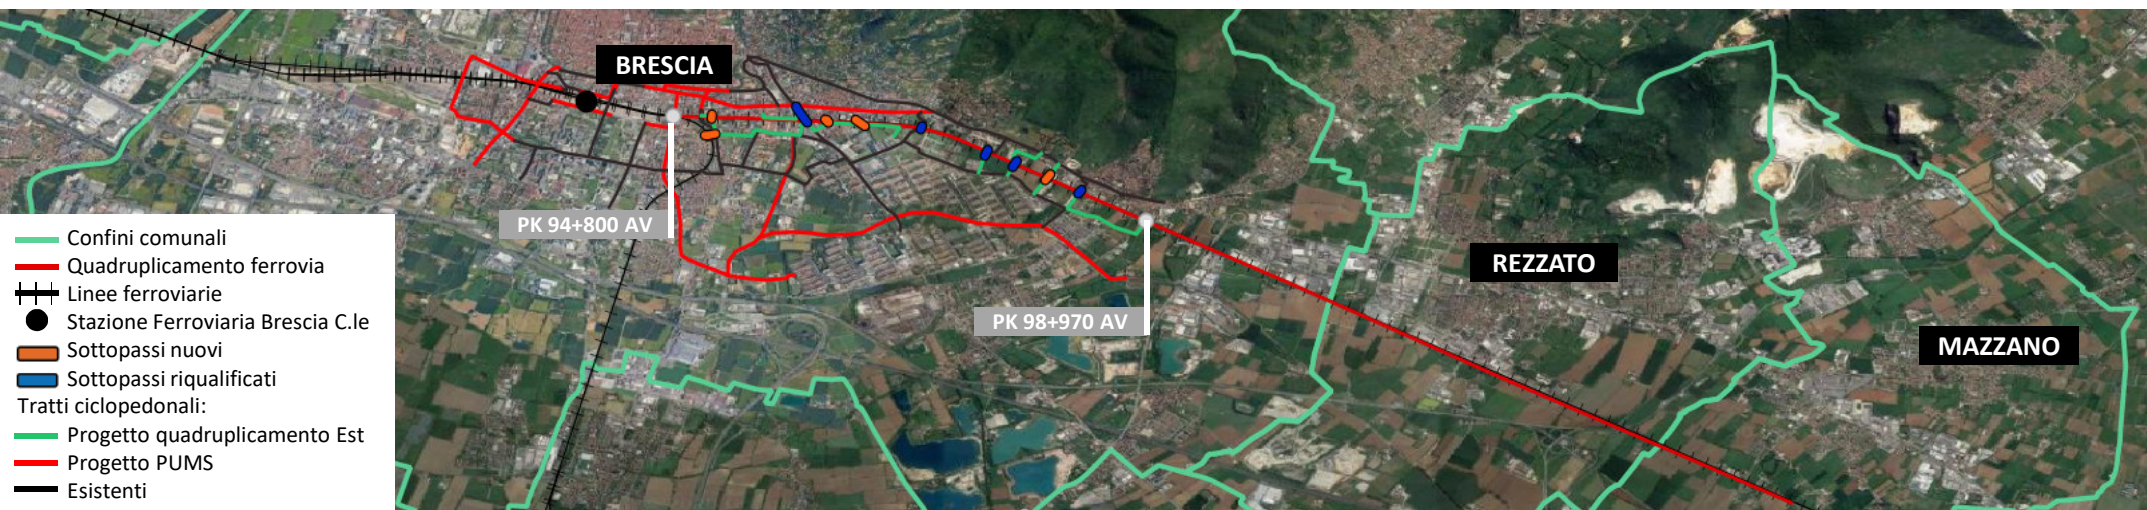 BRESCIA
PK 94+800 AV
PK 98+970 AV
REZZATO
MAZZANO
Confini comunali
Quadruplicamento ferrovia
Linee ferroviarie
Stazione Ferroviaria Brescia C.le
Sottopassi nuovi
Sottopassi riqualificati
Tratti ciclopedonali:
Progetto quadruplicamento Est
Progetto PUMS
Esistenti